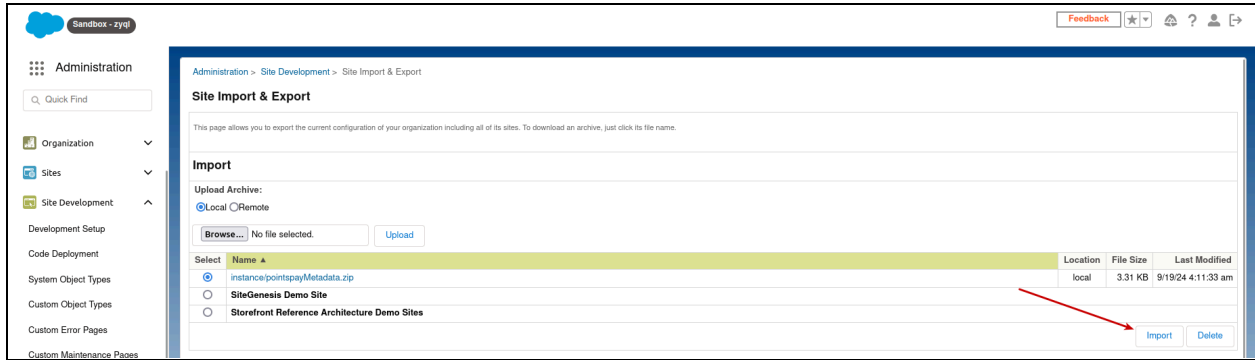 Sandbox - zyql
Feedback
Administration
Quick Find
Organization
Sites
Site Development
Development Setup
Code Deployment
System Object Types
Custom Object Types
Custom Error Pages
Custom Maintenance Pages
Administration > Site Development > Site Import & Export
Site Import & Export
This page allows you to export the current configuration of your organization including all of its sites. To download an archive, just click its file name.
Import
Upload Archive:
Local Remote
Browse... No file selected. Upload
Select Name ▲ Location File Size Last Modified
instance/pointspayMetadata.zip local 3.31 KB 9/19/24 4:11:33 am
SiteGenesis Demo Site
Storefront Reference Architecture Demo Sites
Import Delete